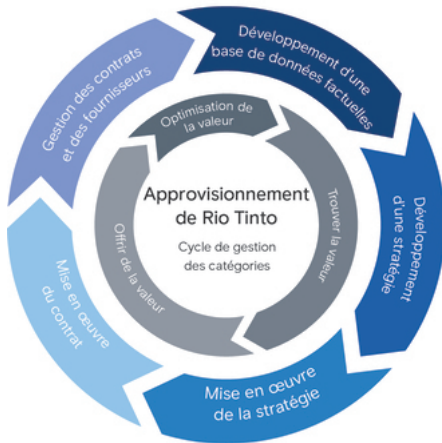 Développement d'une
base de données factuelles
Développement
d'une stratégie
Mise en œuvre
de la stratégie
Mise en œuvre
du contrat
Gestion des contrats
et des fournisseurs
Optimisation de
la valeur
Trouver la valeur
Offrir de la valeur
Approvisionnement
de Rio Tinto
Cycle de gestion
des catégories